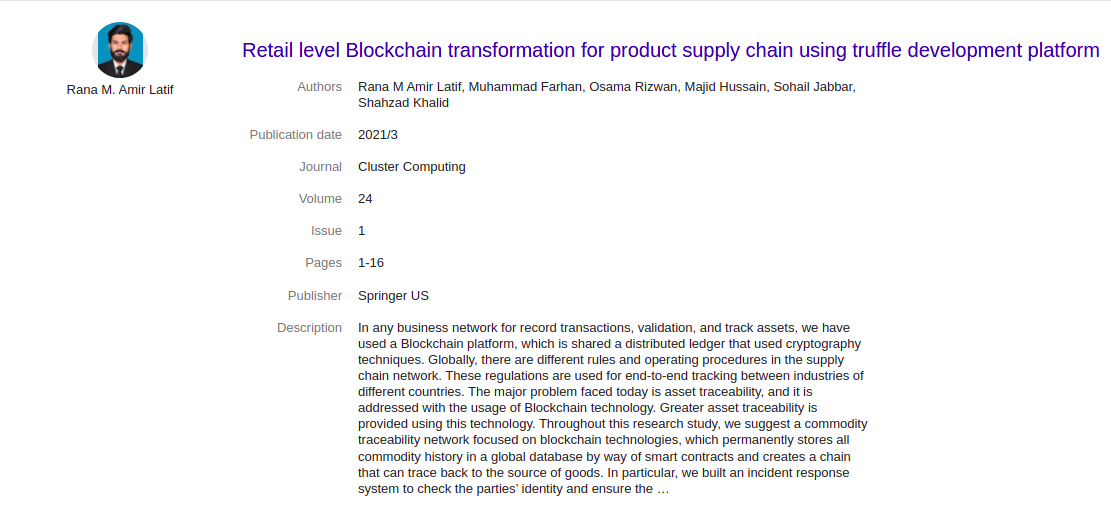 Rana M. Amir Latif
Retail level Blockchain transformation for product supply chain using truffle development platform
Authors Rana M Amir Latif, Muhammad Farhan, Osama Rizwan, Majid Hussain, Sohail Jabbar,
Shahzad Khalid
Publication date 2021/3
Journal Cluster Computing
Volume 24
Issue 1
Pages 1-16
Publisher Springer US
Description In any business network for record transactions, validation, and track assets, we have
used a Blockchain platform, which is shared a distributed ledger that used cryptography
techniques. Globally, there are different rules and operating procedures in the supply
chain network. These regulations are used for end-to-end tracking between industries of
different countries. The major problem faced today is asset traceability, and it is
addressed with the usage of Blockchain technology. Greater asset traceability is
provided using this technology. Throughout this research study, we suggest a commodity
traceability network focused on blockchain technologies, which permanently stores all
commodity history in a global database by way of smart contracts and creates a chain
that can trace back to the source of goods. In particular, we built an incident response
system to check the parties’ identity and ensure the …